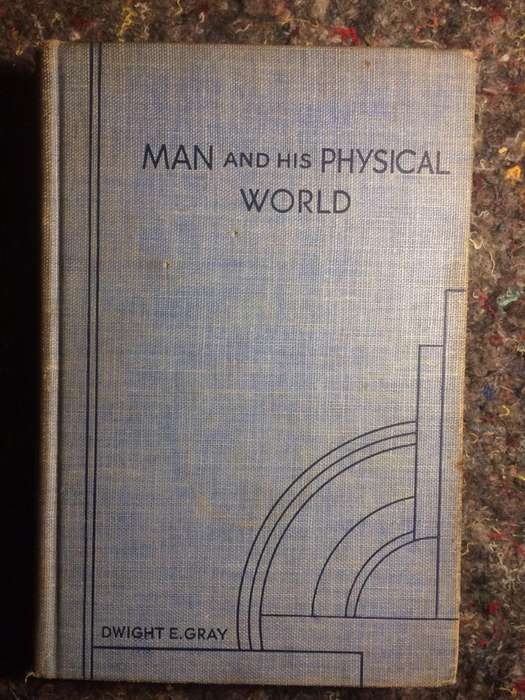 MAN AND HIS PHYSICAL
WORLD
DWIGHT E. GRAY